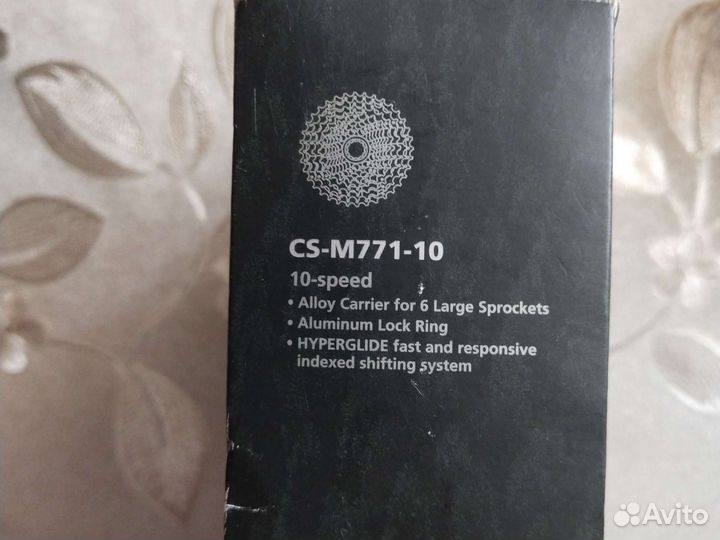 CS-M771-10
10-speed
• Alloy Carrier for 6 Large Sprockets
• Aluminum Lock Ring
• HYPERGLIDE fast and responsive
indexed shifting system
Avito